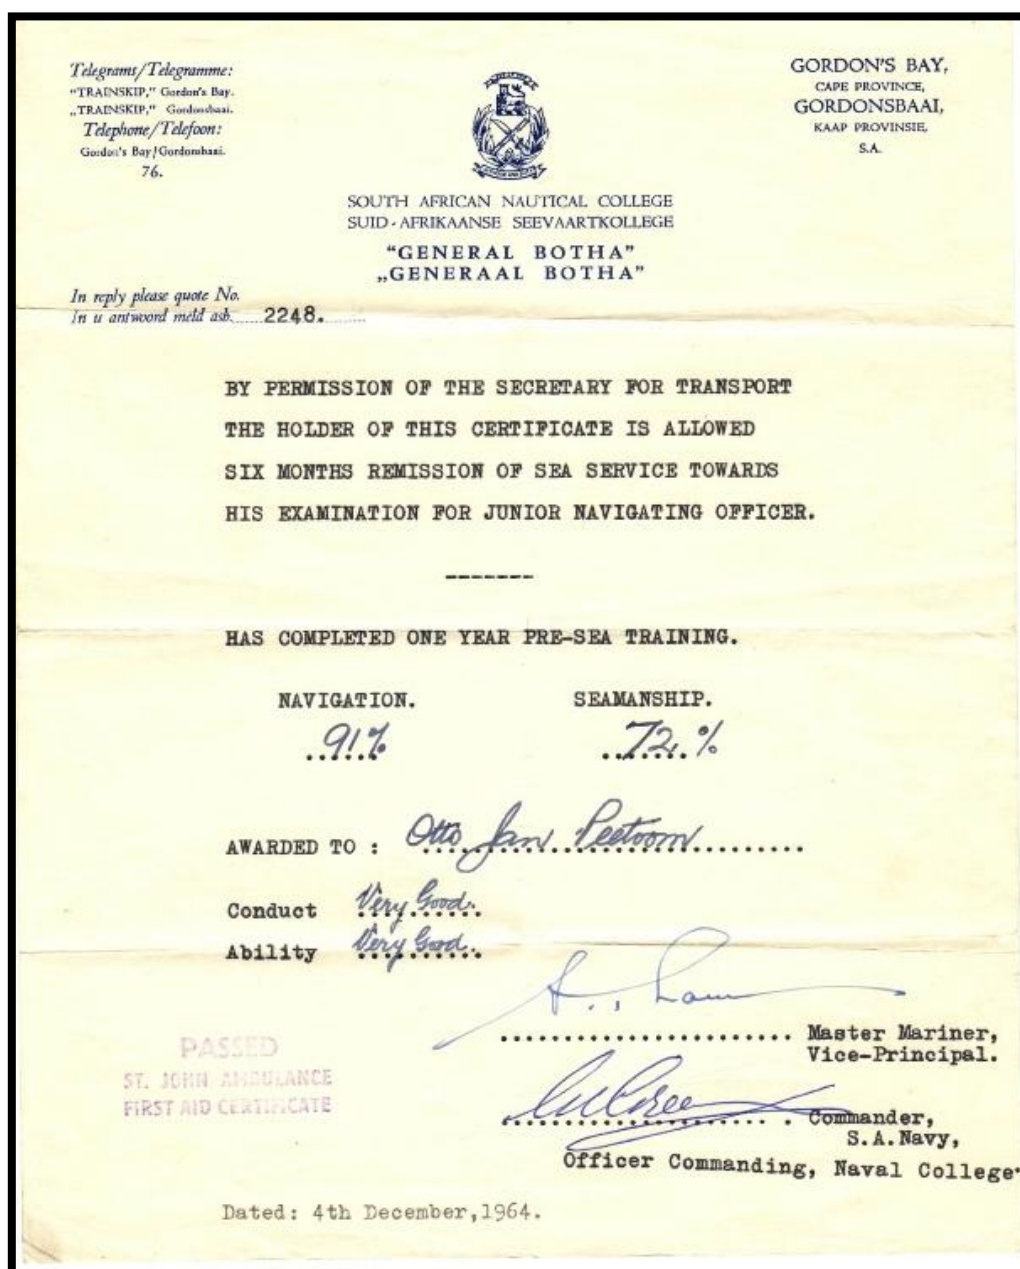 Telegrams/Telegramme:
"TRAINSKIP," Gordon's Bay.
„TRAINSKIP," Gordonsbaai.
Telephone/Telefoon:
Gordon's Bay/Gordonsbaai.
76.
GORDON'S BAY,
CAPE PROVINCE,
GORDONSBAAI,
KAAP PROVINSIE,
S.A.
SOUTH AFRICAN NAUTICAL COLLEGE
SUID-AFRIKAANSE SEEVAARTKOLLEGE
"GENERAL BOTHA"
„GENERAAL BOTHA"
In reply please quote No.
In u antwoord meld asb. 2248.
BY PERMISSION OF THE SECRETARY FOR TRANSPORT
THE HOLDER OF THIS CERTIFICATE IS ALLOWED
SIX MONTHS REMISSION OF SEA SERVICE TOWARDS
HIS EXAMINATION FOR JUNIOR NAVIGATING OFFICER.
-------
HAS COMPLETED ONE YEAR PRE-SEA TRAINING.
NAVIGATION. SEAMANSHIP.
91% 72%
AWARDED TO : Otto Jan Peetoom
Conduct Very Good.
Ability Very Good.
Master Mariner,
Vice-Principal.
PASSED
ST. JOHN AMBULANCE
FIRST AID CERTIFICATE
Commander,
S.A.Navy,
Officer Commanding, Naval College.
Dated: 4th December,1964.